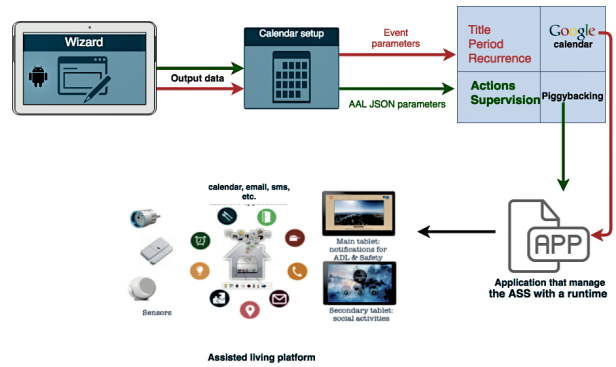 Wizard
Output data
Calendar setup
Event
parameters
AAL JSON parameters
Title
Period
Recurrence
Google
calendar
Actions
Supervision
Piggybacking
APP
Application that manage
the ASS with a runtime
calendar, email, sms,
etc.
Main tablet:
notifications for
ADL & Safety
Secondary tablet:
social activities
Sensors
Assisted living platform